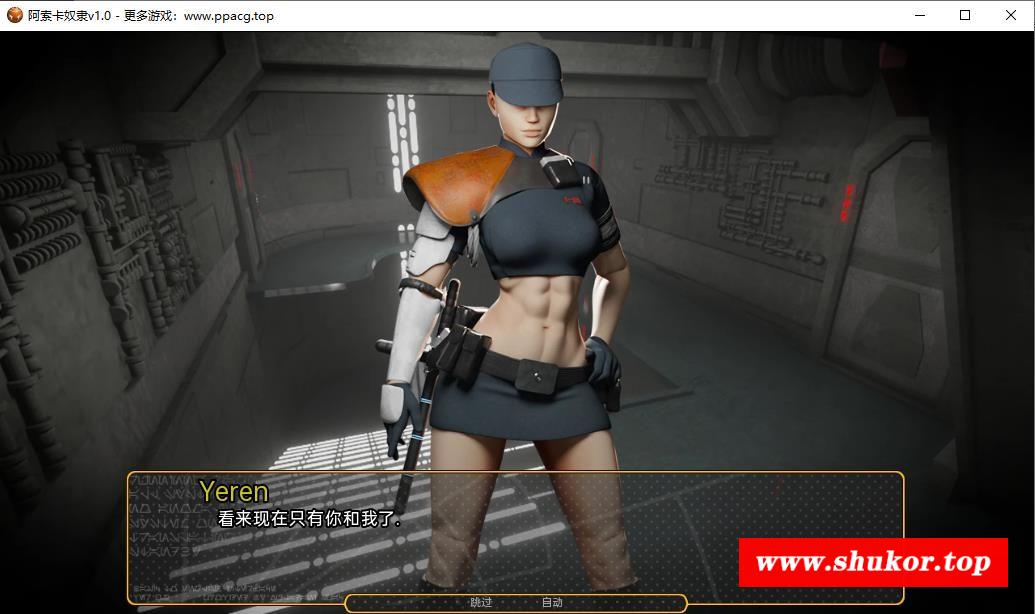 阿索卡奴隶v1.0 - 更多游戏：www.ppacg.top
Yeren
看来现在只有你和我了.
www.shukor.top
跳过 自动